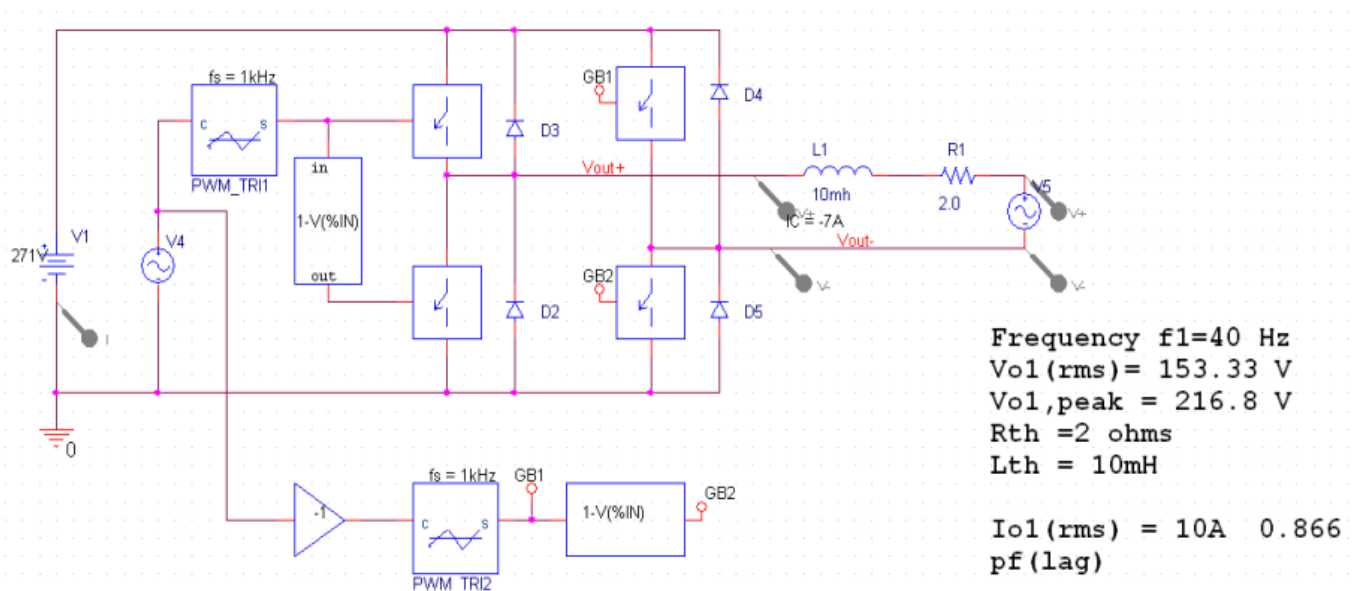 fs = 1kHz
C
S
PWM_TRI1
in
1-V(%IN)
out
V1
271V
+
-
V4
I
0
D3
D2
GB1
GB2
D4
D5
Vout+
Vout-
L1
10mh
IC = -7A
R1
2.0
V5
V+
V+
V-
V-
-1
fs = 1kHz
C
S
PWM_TRI2
GB1
1-V(%IN)
GB2
Frequency f1=40 Hz
Vo1(rms)= 153.33 V
Vo1,peak = 216.8 V
Rth =2 ohms
Lth = 10mH
Io1(rms) = 10A 0.866
pf(lag)